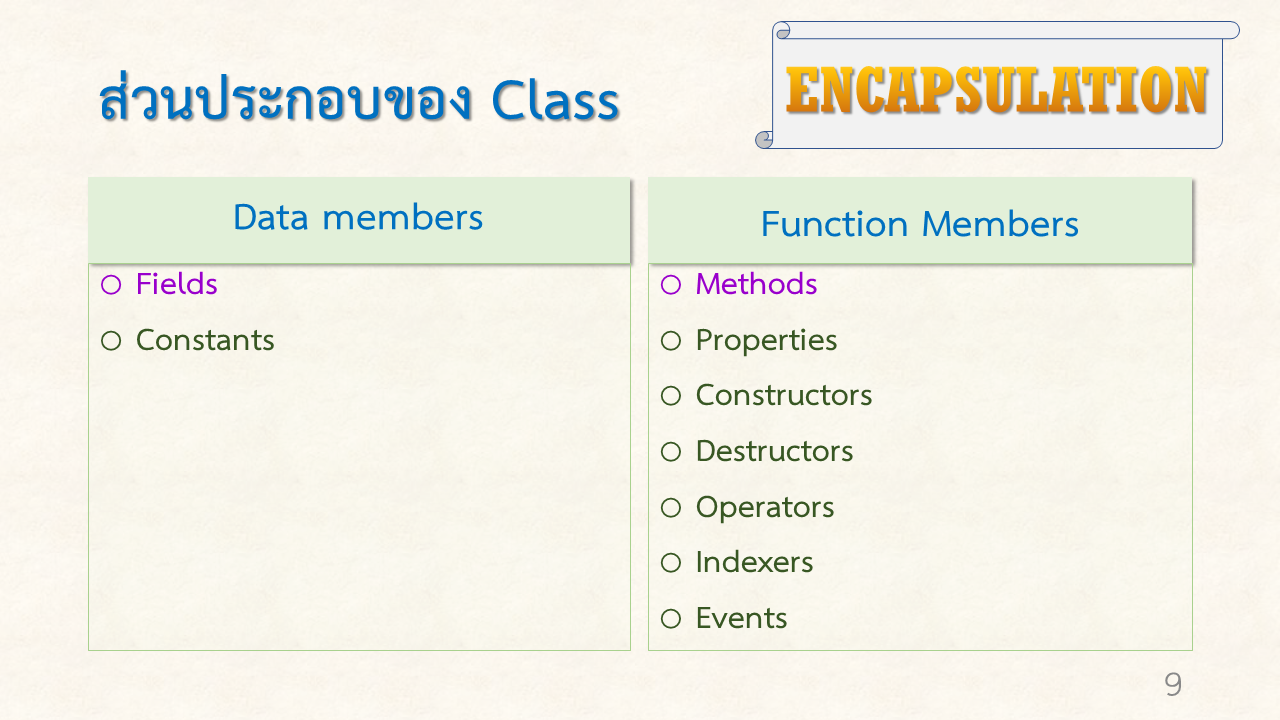 ส่วนประกอบของ Class
ENCAPSULATION
Data members
Fields
Constants
Function Members
Methods
Properties
Constructors
Destructors
Operators
Indexers
Events
9